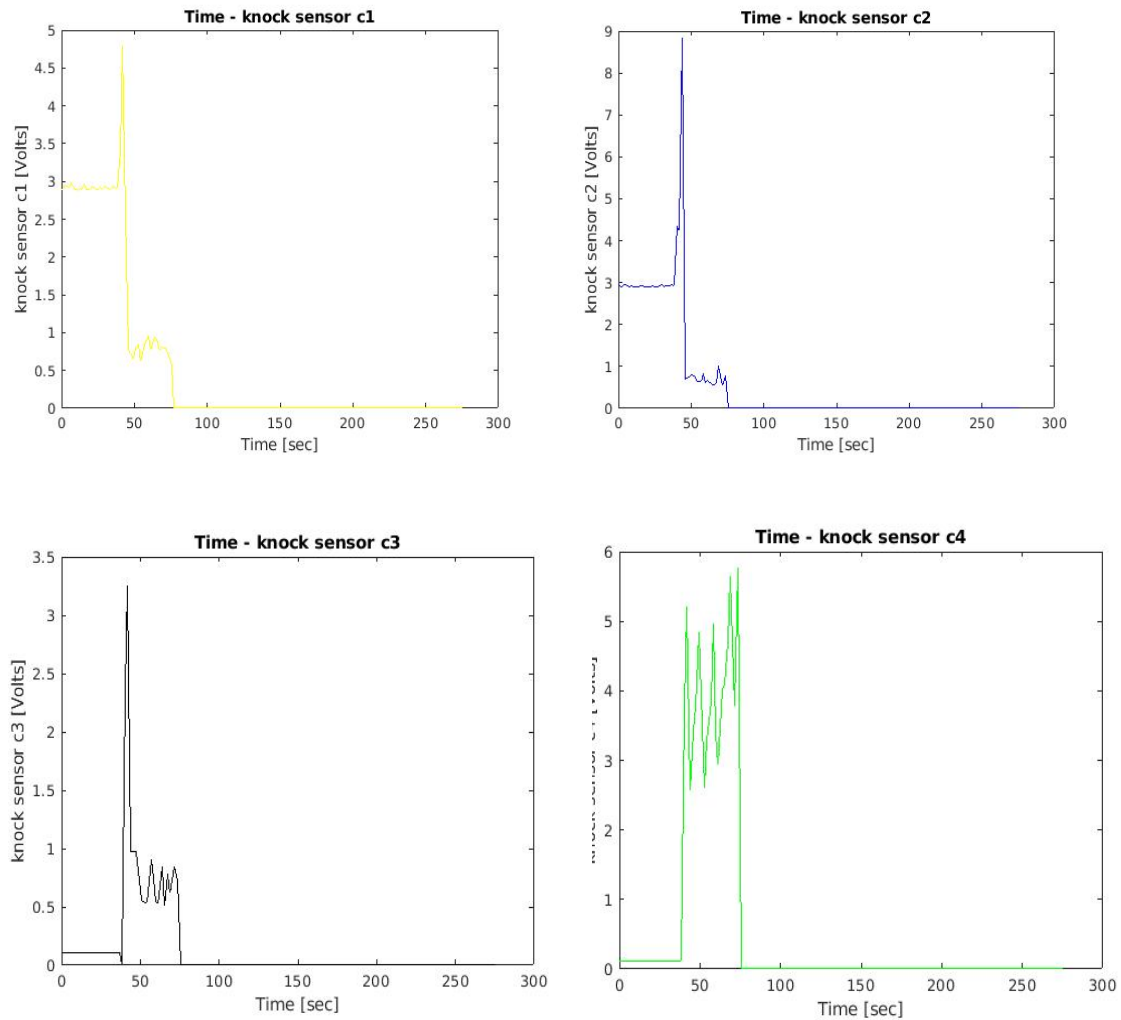 Time - knock sensor c1
knock sensor c1 [Volts]
5
4.5
4
3.5
3
2.5
2
1.5
1
0.5
0
0 50 100 150 200 250 300
Time [sec]
Time - knock sensor c2
knock sensor c2 [Volts]
9
8
7
6
5
4
3
2
1
0
0 50 100 150 200 250 300
Time [sec]
Time - knock sensor c3
knock sensor c3 [Volts]
3.5
3
2.5
2
1.5
1
0.5
0
0 50 100 150 200 250 300
Time [sec]
Time - knock sensor c4
6
5
4
3
2
1
0
0 50 100 150 200 250 300
Time [sec]